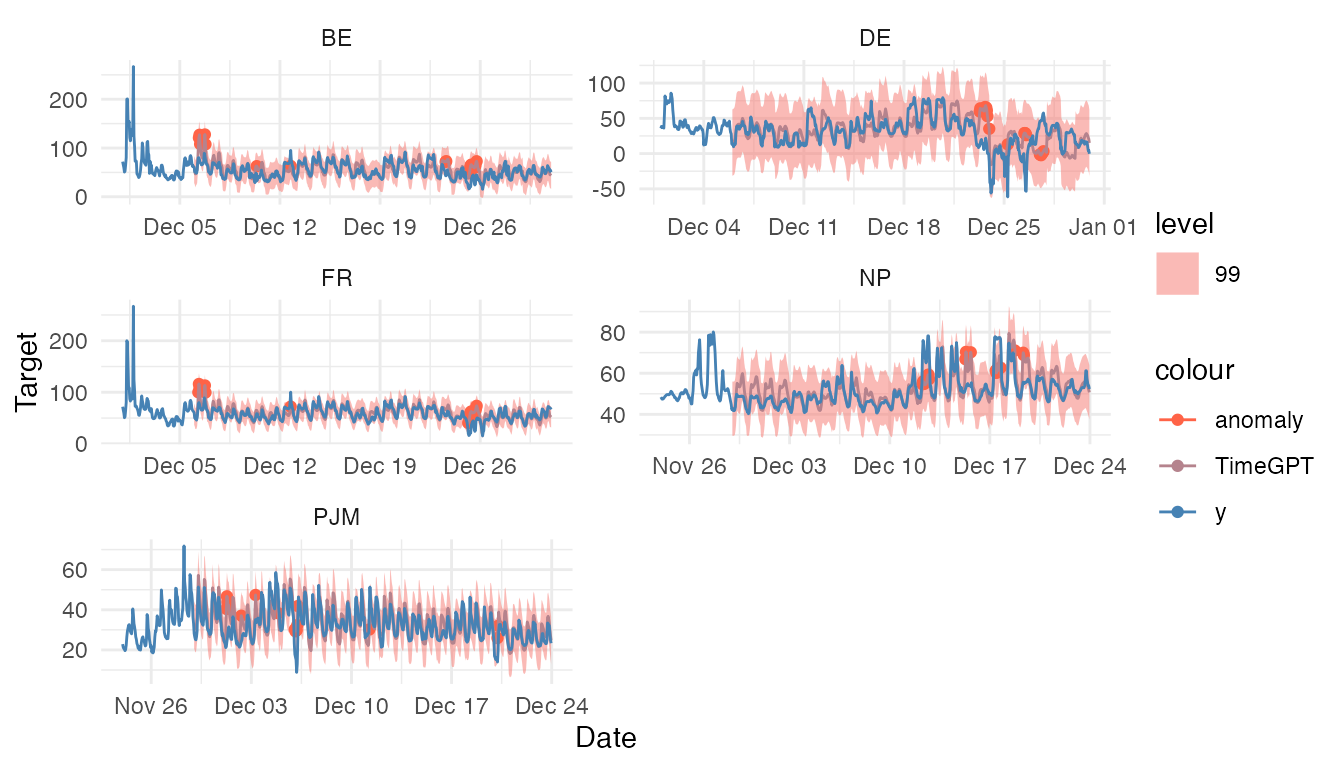 BE
200
100
0
Dec 05 Dec 12 Dec 19 Dec 26
DE
100
50
0
-50
Dec 04 Dec 11 Dec 18 Dec 25 Jan 01
FR
200
100
0
Dec 05 Dec 12 Dec 19 Dec 26
NP
80
60
40
Nov 26 Dec 03 Dec 10 Dec 17 Dec 24
PJM
60
40
20
Nov 26 Dec 03 Dec 10 Dec 17 Dec 24
Target
Date
level
99
colour
anomaly
TimeGPT
y